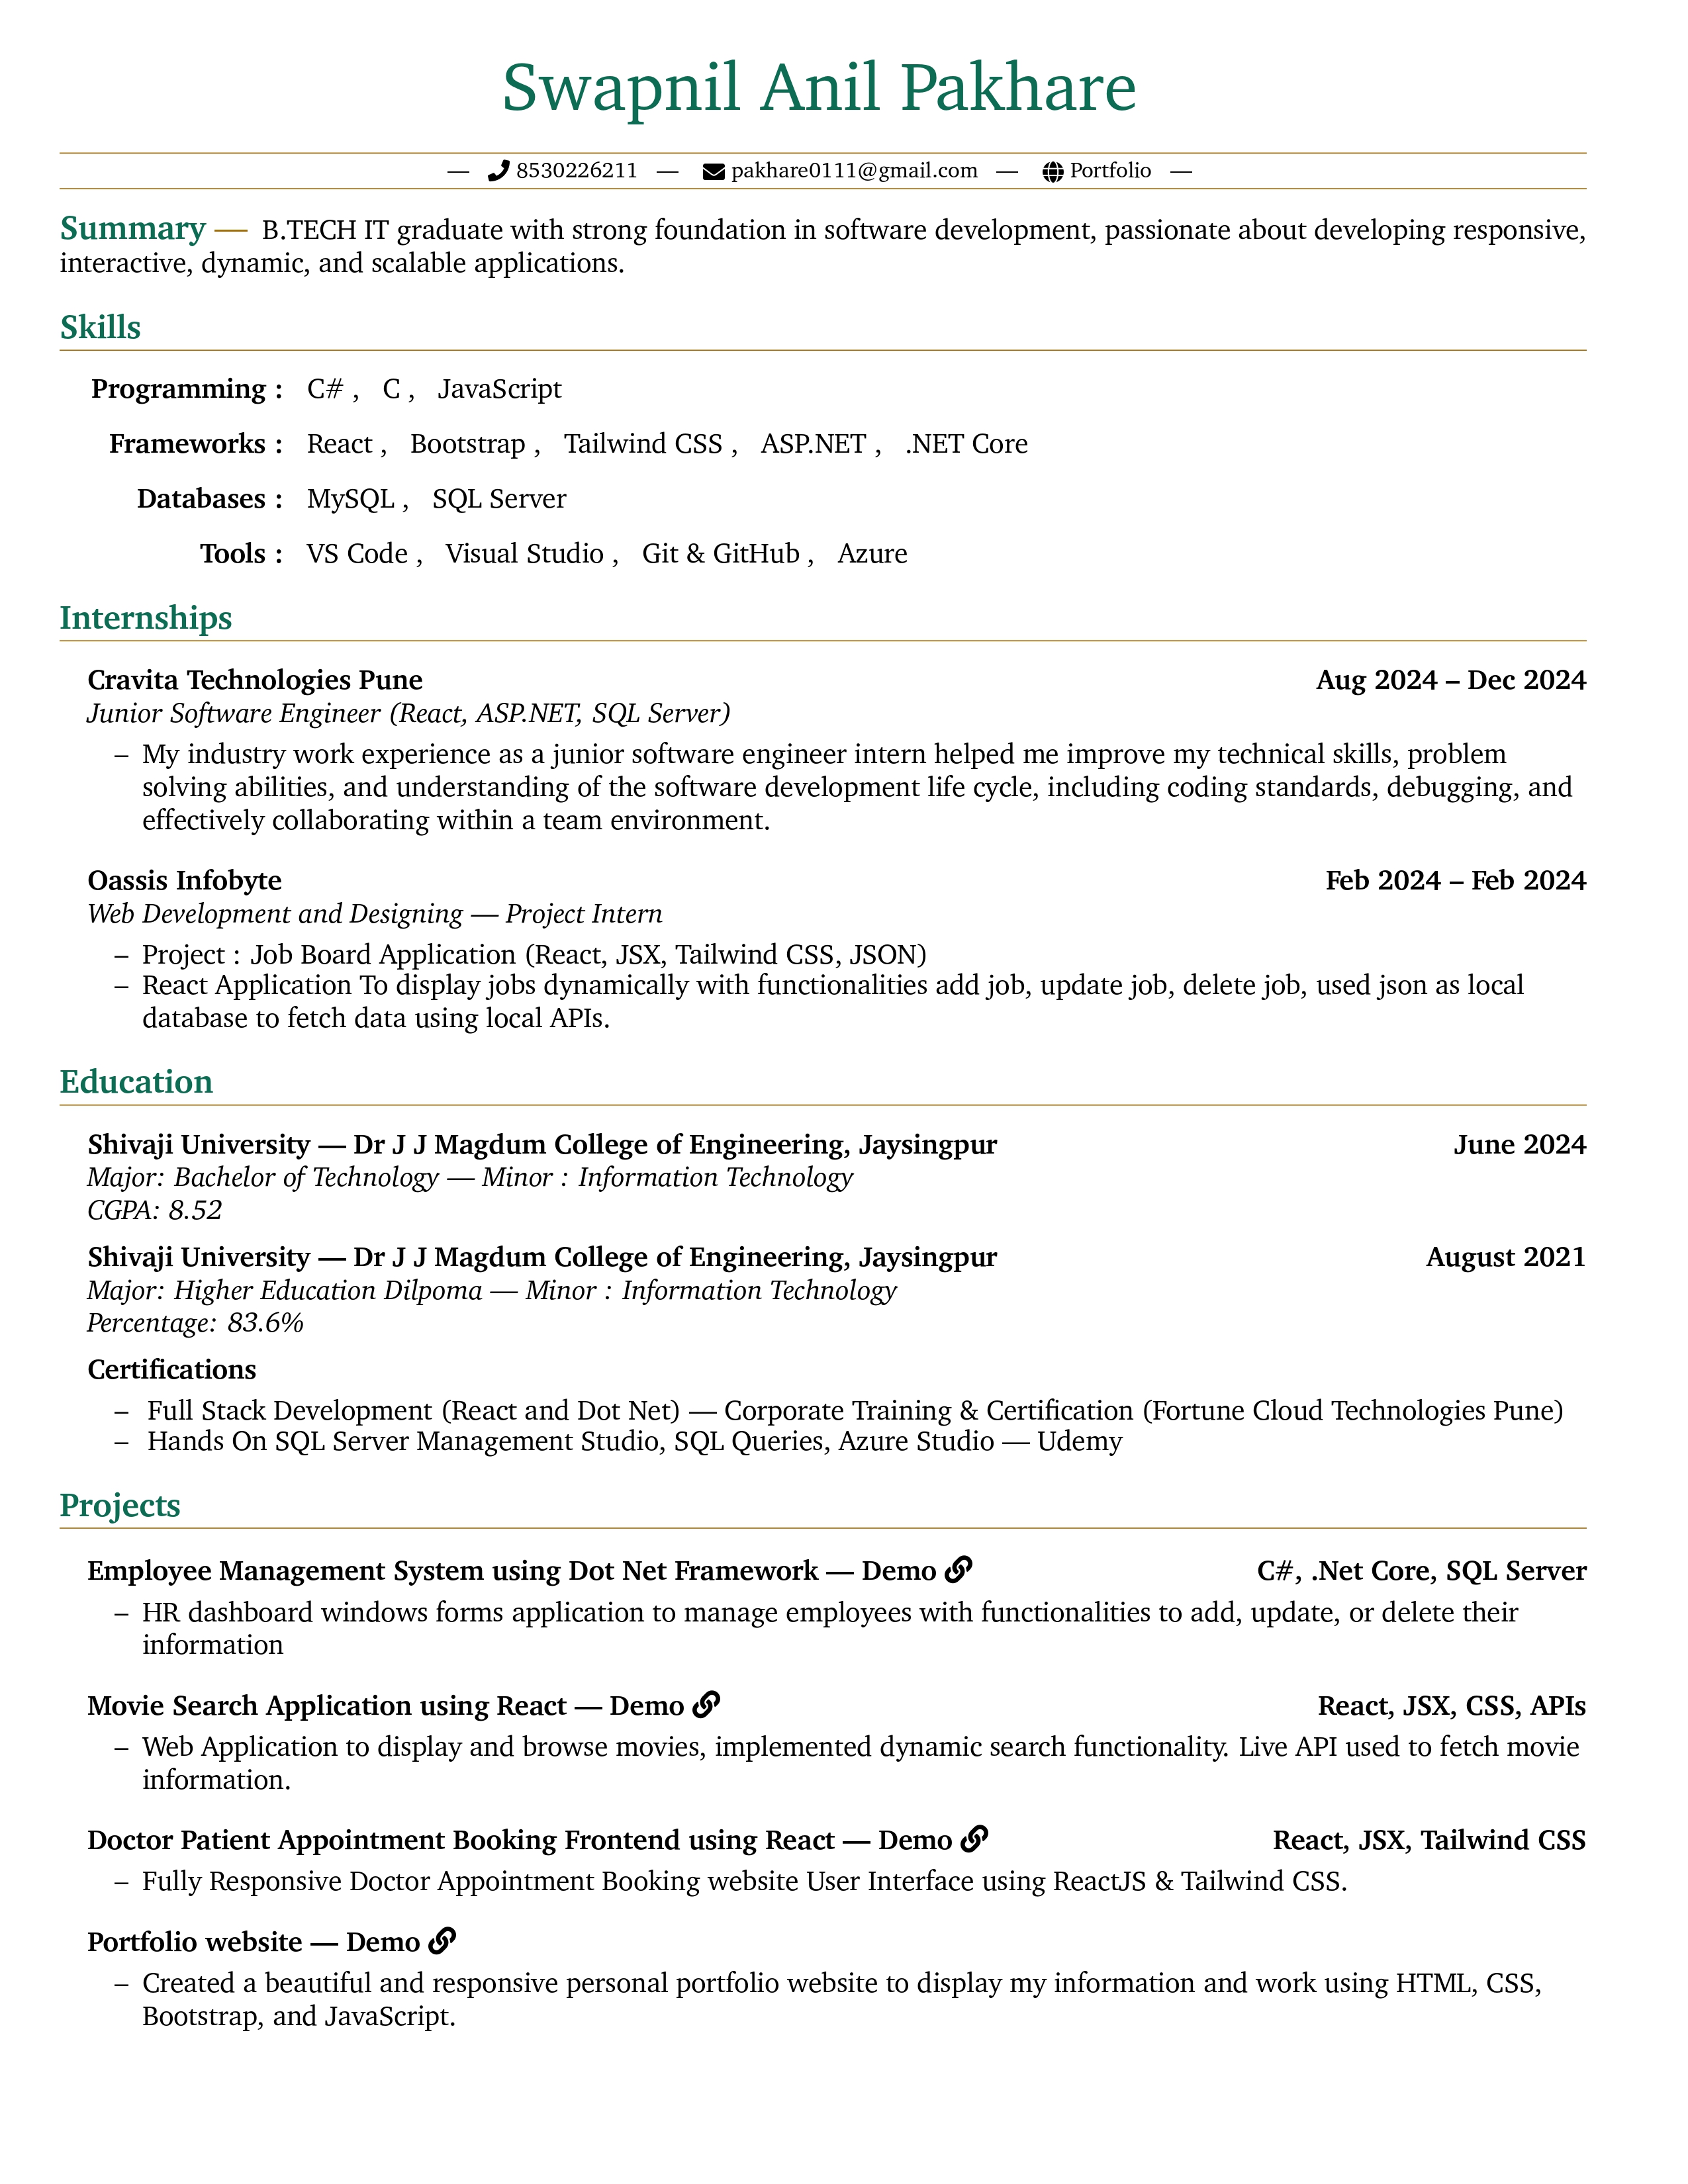 Swapnil Anil Pakhare
— 8530226211 — pakhare0111@gmail.com — Portfolio —
Summary — B.TECH IT graduate with strong foundation in software development, passionate about developing responsive,
interactive, dynamic, and scalable applications.
Skills
Programming : C# , C , JavaScript
Frameworks : React , Bootstrap , Tailwind CSS , ASP.NET , .NET Core
Databases : MySQL , SQL Server
Tools : VS Code , Visual Studio , Git & GitHub , Azure
Internships
Cravita Technologies Pune Aug 2024 – Dec 2024
Junior Software Engineer (React, ASP.NET, SQL Server)
– My industry work experience as a junior software engineer intern helped me improve my technical skills, problem
solving abilities, and understanding of the software development life cycle, including coding standards, debugging, and
effectively collaborating within a team environment.
Oassis Infobyte Feb 2024 – Feb 2024
Web Development and Designing — Project Intern
– Project : Job Board Application (React, JSX, Tailwind CSS, JSON)
– React Application To display jobs dynamically with functionalities add job, update job, delete job, used json as local
database to fetch data using local APIs.
Education
Shivaji University — Dr J J Magdum College of Engineering, Jaysingpur June 2024
Major: Bachelor of Technology — Minor : Information Technology
CGPA: 8.52
Shivaji University — Dr J J Magdum College of Engineering, Jaysingpur August 2021
Major: Higher Education Dilpoma — Minor : Information Technology
Percentage: 83.6%
Certifications
– Full Stack Development (React and Dot Net) — Corporate Training & Certification (Fortune Cloud Technologies Pune)
– Hands On SQL Server Management Studio, SQL Queries, Azure Studio — Udemy
Projects
Employee Management System using Dot Net Framework — Demo C#, .Net Core, SQL Server
– HR dashboard windows forms application to manage employees with functionalities to add, update, or delete their
information
Movie Search Application using React — Demo React, JSX, CSS, APIs
– Web Application to display and browse movies, implemented dynamic search functionality. Live API used to fetch movie
information.
Doctor Patient Appointment Booking Frontend using React — Demo React, JSX, Tailwind CSS
– Fully Responsive Doctor Appointment Booking website User Interface using ReactJS & Tailwind CSS.
Portfolio website — Demo
– Created a beautiful and responsive personal portfolio website to display my information and work using HTML, CSS,
Bootstrap, and JavaScript.